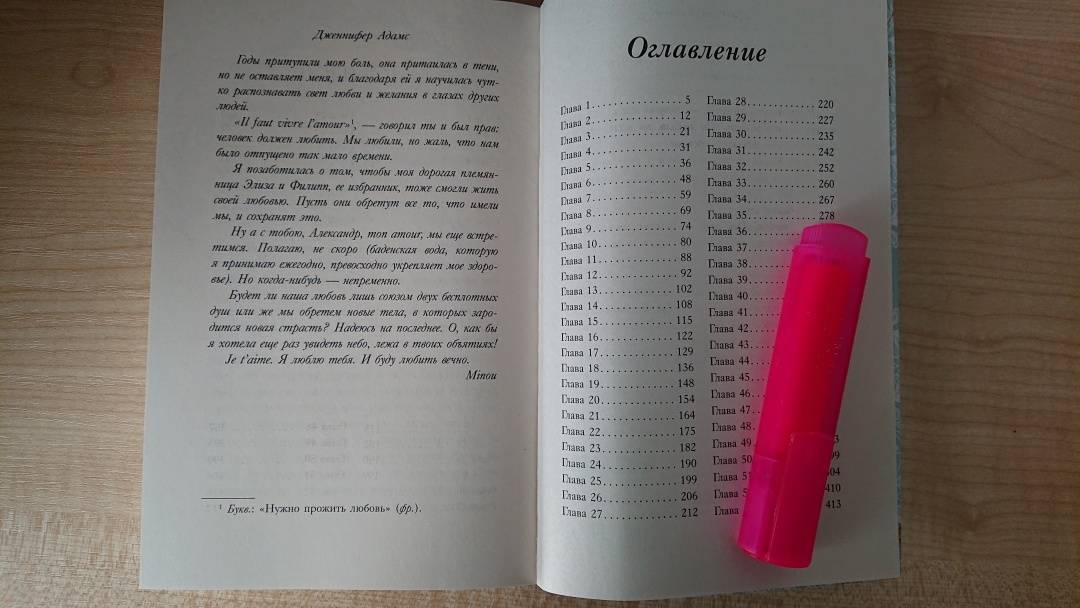 Дженнифер Адамс
Годы притупили мою боль, она притаилась в тени,
но не оставляет меня, и благодаря ей я научилась чут-
ко распознавать свет любви и желания в глазах других
людей.
«Il faut vivre l'amour»¹, — говорил ты и был прав:
человек должен любить. Мы любили, но жаль, что нам
было отпущено так мало времени.
Я позаботилась о том, чтобы моя дорогая племян-
ница Элиза и Филипп, ее избранник, тоже смогли жить
своей любовью. Пусть они обретут все то, что имели
мы, и сохранят это.
Ну а с тобою, Александр, mon amour, мы еще встре-
тимся. Полагаю, не скоро (баденская вода, которую
я принимаю ежегодно, превосходно укрепляет мое здоро-
вье). Но когда-нибудь — непременно.
Будет ли наша любовь лишь союзом двух бесплотных
душ или же мы обретем новые тела, в которых заро-
дится новая страсть? Надеюсь на последнее. О, как бы
я хотела еще раз увидеть небо, лежа в твоих объятиях!
Je t'aime. Я люблю тебя. И буду любить вечно.
Minou
¹ Букв.: «Нужно прожить любовь» (фр.).
Оглавление
Глава 1 . . . . . . . . . . . . . . 5
Глава 2 . . . . . . . . . . . . . . 12
Глава 3 . . . . . . . . . . . . . . 21
Глава 4 . . . . . . . . . . . . . . 31
Глава 5 . . . . . . . . . . . . . . 36
Глава 6 . . . . . . . . . . . . . . 48
Глава 7 . . . . . . . . . . . . . . 59
Глава 8 . . . . . . . . . . . . . . 69
Глава 9 . . . . . . . . . . . . . . 74
Глава 10 . . . . . . . . . . . . . 80
Глава 11 . . . . . . . . . . . . . 88
Глава 12 . . . . . . . . . . . . . 92
Глава 13 . . . . . . . . . . . . 102
Глава 14 . . . . . . . . . . . . 108
Глава 15 . . . . . . . . . . . . 115
Глава 16 . . . . . . . . . . . . 122
Глава 17 . . . . . . . . . . . . 129
Глава 18 . . . . . . . . . . . . 136
Глава 19 . . . . . . . . . . . . 148
Глава 20 . . . . . . . . . . . . 154
Глава 21 . . . . . . . . . . . . 164
Глава 22 . . . . . . . . . . . . 175
Глава 23 . . . . . . . . . . . . 182
Глава 24 . . . . . . . . . . . . 190
Глава 25 . . . . . . . . . . . . 199
Глава 26 . . . . . . . . . . . . 206
Глава 27 . . . . . . . . . . . . 212
Глава 28 . . . . . . . . . . . . 220
Глава 29 . . . . . . . . . . . . 227
Глава 30 . . . . . . . . . . . . 235
Глава 31 . . . . . . . . . . . . 242
Глава 32 . . . . . . . . . . . . 252
Глава 33 . . . . . . . . . . . . 260
Глава 34 . . . . . . . . . . . . 267
Глава 35 . . . . . . . . . . . . 278
Глава 36
Глава 37
Глава 38
Глава 39
Глава 40
Глава 41
Глава 42
Глава 43
Глава 44
Глава 45
Глава 46
Глава 47
Глава 48
Глава 49
Глава 50
Глава
Глава 410
Глава 413